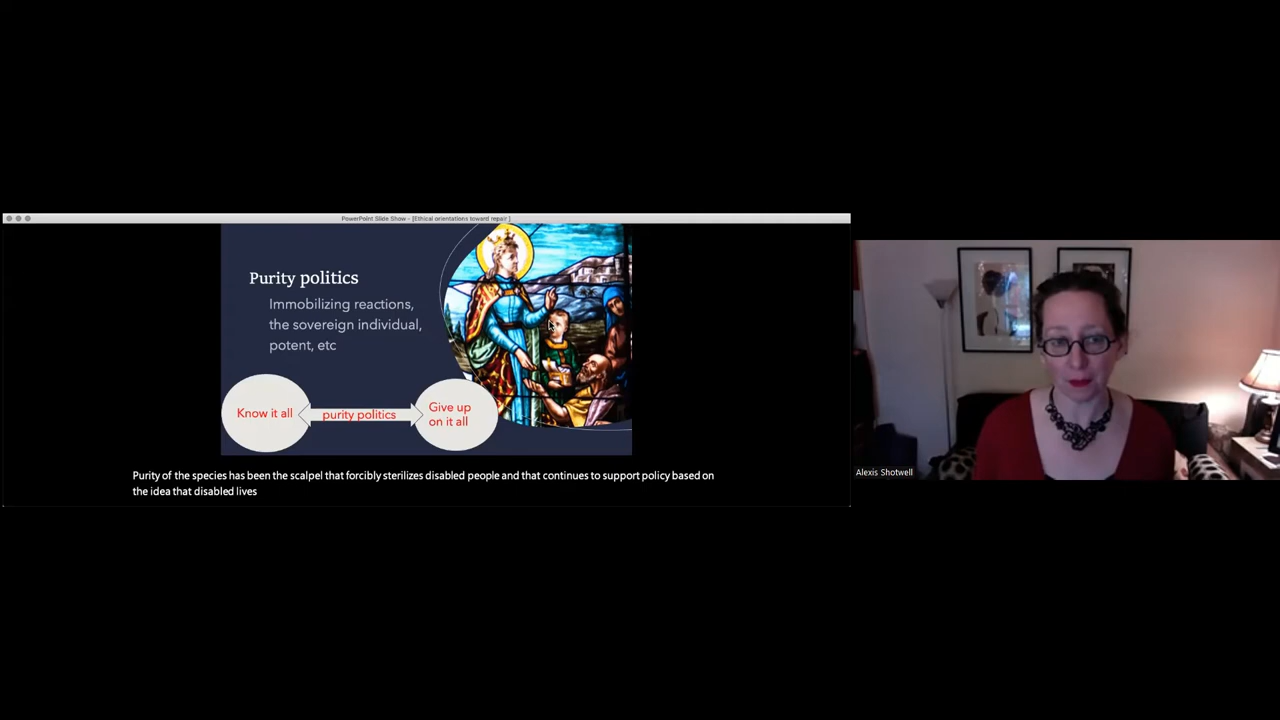 PowerPoint Slide Show - [Ethical orientations toward repair ]
Purity politics
Immobilizing reactions,
the sovereign individual,
potent, etc
Know it all
purity politics
Give up
on it all
Purity of the species has been the scalpel that forcibly sterilizes disabled people and that continues to support policy based on
the idea that disabled lives
Alexis Shotwell